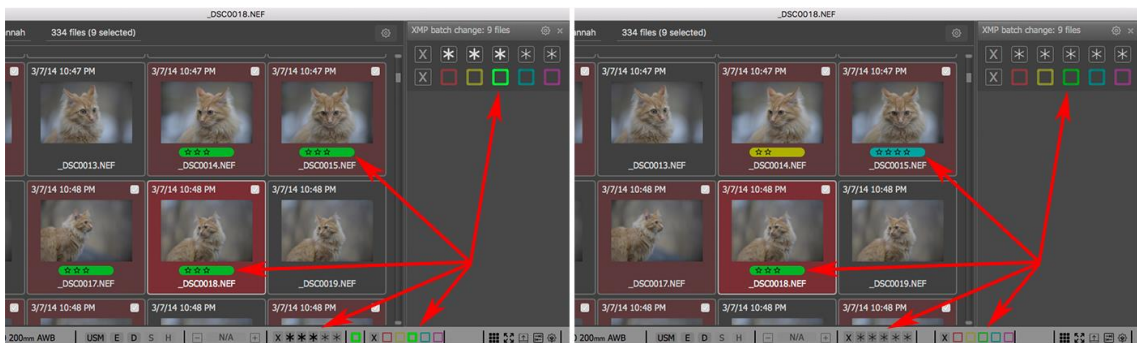 _DSC0018.NEF
nnah 334 files (9 selected)
XMP batch change: 9 files ×
X * * * * *
X
3/7/14 10:47 PM 3/7/14 10:47 PM 3/7/14 10:47 PM
_DSC0013.NEF _DSC0014.NEF _DSC0015.NEF
3/7/14 10:48 PM 3/7/14 10:48 PM 3/7/14 10:48 PM
_DSC0017.NEF _DSC0018.NEF _DSC0019.NEF
3/7/14 10:48 PM 3/7/14 10:48 PM 3/7/14 10:48 PM
200mm AWB USM E D S H N/A X * * * * * X
_DSC0018.NEF
annah 334 files (9 selected)
XMP batch change: 9 files ×
X * * * * *
X
3/7/14 10:47 PM 3/7/14 10:47 PM 3/7/14 10:47 PM
_DSC0013.NEF _DSC0014.NEF _DSC0015.NEF
3/7/14 10:48 PM 3/7/14 10:48 PM 3/7/14 10:48 PM
_DSC0017.NEF _DSC0018.NEF _DSC0019.NEF
3/7/14 10:48 PM 3/7/14 10:48 PM 3/7/14 10:48 PM
0 200mm AWB USM E D S H N/A X * * * * * X